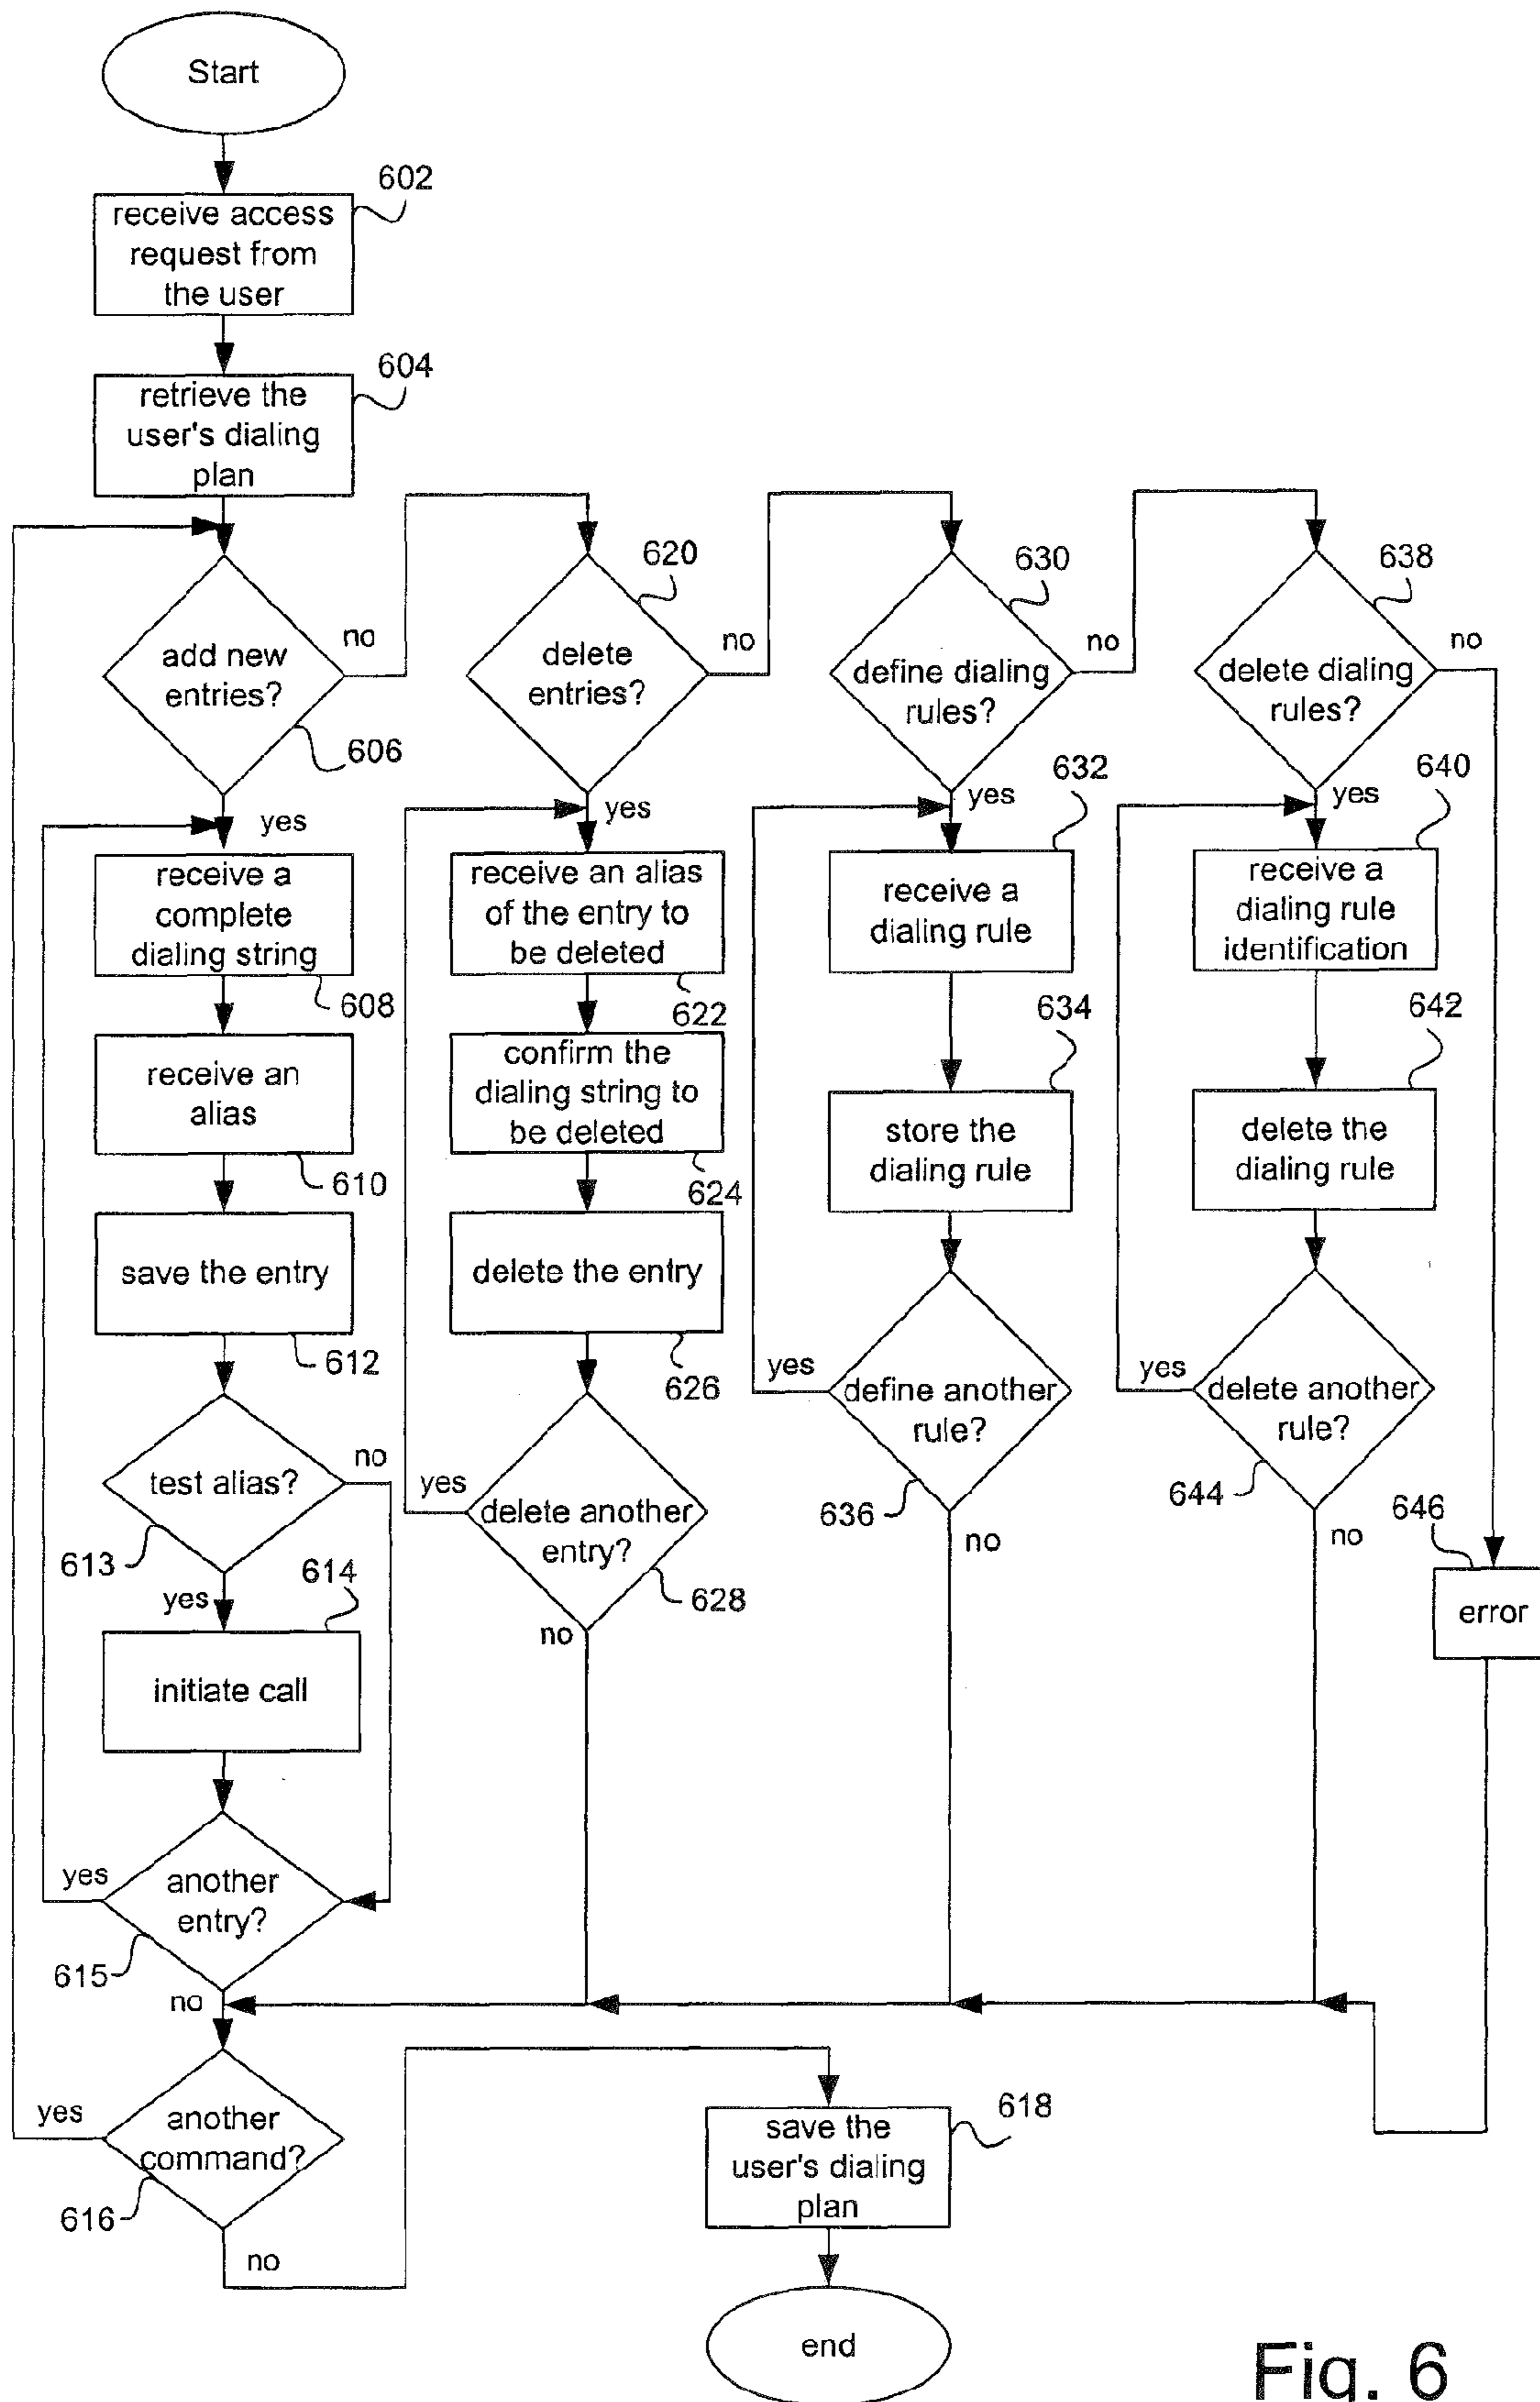 Start
602
receive access
request from
the user
604
retrieve the
user's dialing
plan
add new
entries?
no
606
620
delete
entries?
no
630
define dialing
rules?
no
638
delete dialing
rules?
no
yes
receive a
complete
dialing string
608
receive an
alias
610
save the entry
612
test alias?
no
613
yes
614
initiate call
another
entry?
yes
615
no
another
command?
yes
616
no
yes
receive an alias
of the entry to
be deleted
622
confirm the
dialing string to
be deleted
624
delete the entry
626
yes
delete another
entry?
628
no
yes
632
receive a
dialing rule
634
store the
dialing rule
yes
define another
rule?
636
no
yes
640
receive a
dialing rule
identification
642
delete the
dialing rule
yes
delete another
rule?
644
no
646
error
618
save the
user's dialing
plan
end
Fig. 6